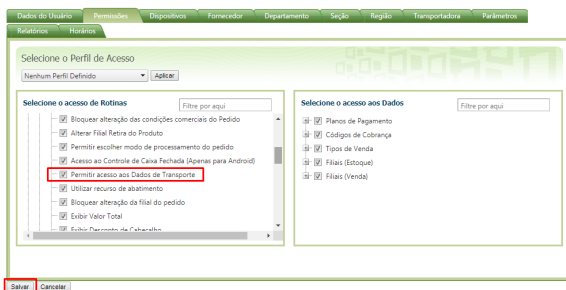 Dados do Usuário Permissões Dispositivos Fornecedor Departamento Seção Região Transportadora Parâmetros
Relatórios Horários
Selecione o Perfil de Acesso
Nenhum Perfil Definido Aplicar
Selecione o acesso de Rotinas Filtre por aqui
Bloquear alteração das condições comerciais do Pedido
Alterar Filial Retira do Produto
Permitir escolher modo de processamento do pedido
Acesso ao Controle de Caixa Fechada (Apenas para Android)
Permitir acesso aos Dados de Transporte
Utilizar recurso de abatimento
Bloquear alteração da filial do pedido
Exibir Valor Total
Exibir Desconto de Cabeçalho
Selecione o acesso aos Dados Filtre por aqui
Planos de Pagamento
Códigos de Cobrança
Tipos de Venda
Filiais (Estoque)
Filiais (Venda)
Salvar Cancelar